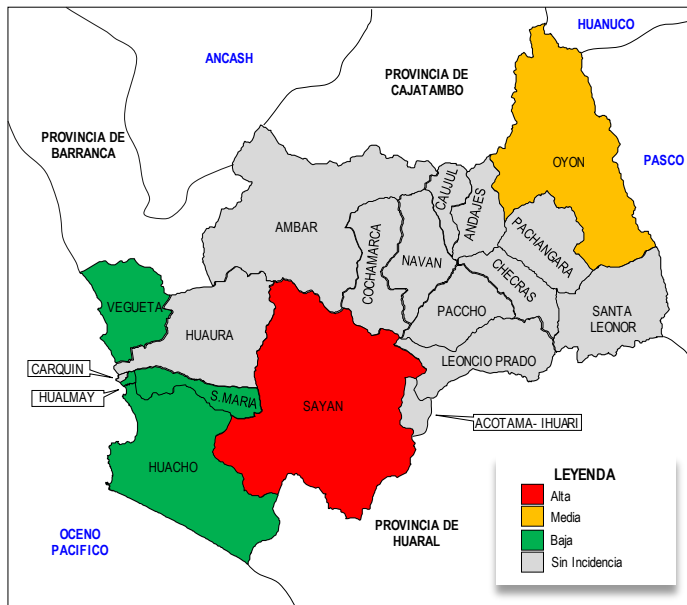 HUANUCO
ANCASH
PROVINCIA DE
CAJATAMBO
PROVINCIA DE
BARRANCA
OYON
PASCO
CAUJUL
ANDAJES
PACHANGARA
AMBAR
COCHAMARCA
NAVAN
CHECRAS
VEGUETA
HUAURA
PACCHO
SANTA
LEONOR
LEONCIO PRADO
CARQUIN
HUALMAY
S.MARIA
SAYAN
ACOTAMA- IHUARI
HUACHO
OCENO
PACIFICO
PROVINCIA DE
HUARAL
LEYENDA
Alta
Media
Baja
Sin Incidencia